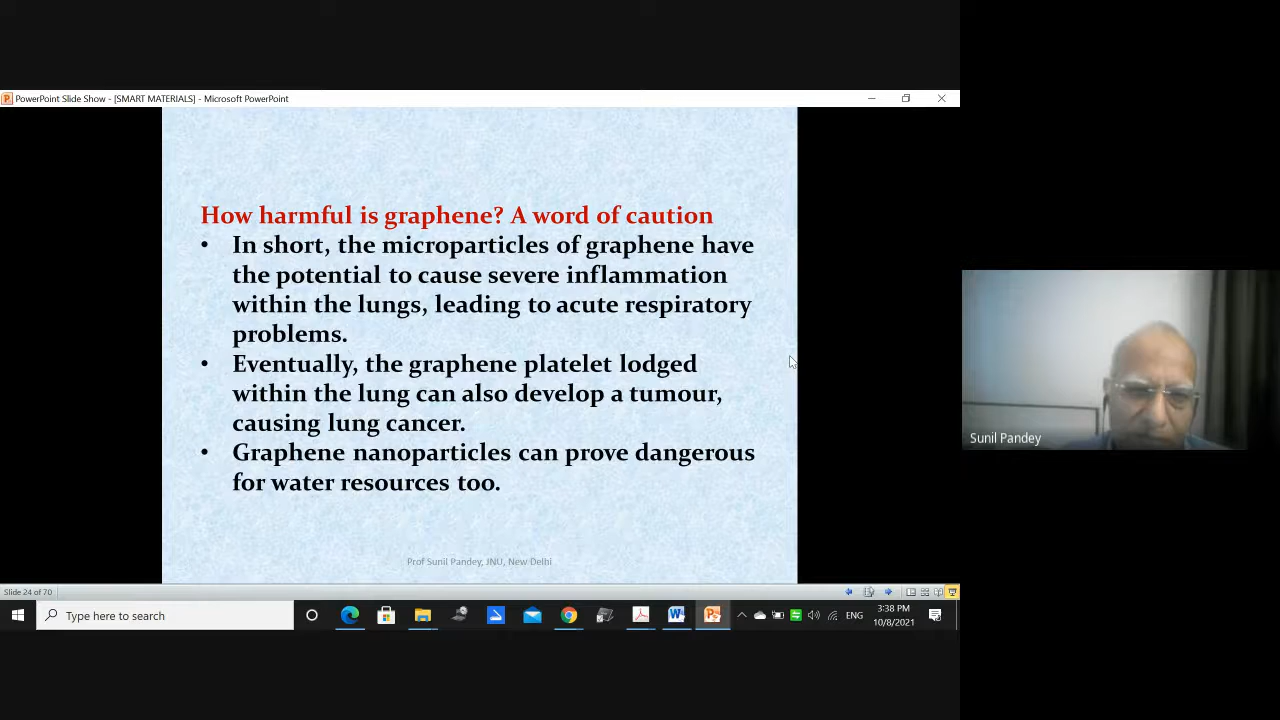 PowerPoint Slide Show - [SMART MATERIALS] - Microsoft PowerPoint
How harmful is graphene? A word of caution
• In short, the microparticles of graphene have
the potential to cause severe inflammation
within the lungs, leading to acute respiratory
problems.
• Eventually, the graphene platelet lodged
within the lung can also develop a tumour,
causing lung cancer.
• Graphene nanoparticles can prove dangerous
for water resources too.
Prof Sunil Pandey, JNU, New Delhi
Sunil Pandey
Slide 24 of 70
Type here to search
ENG
3:38 PM
10/8/2021